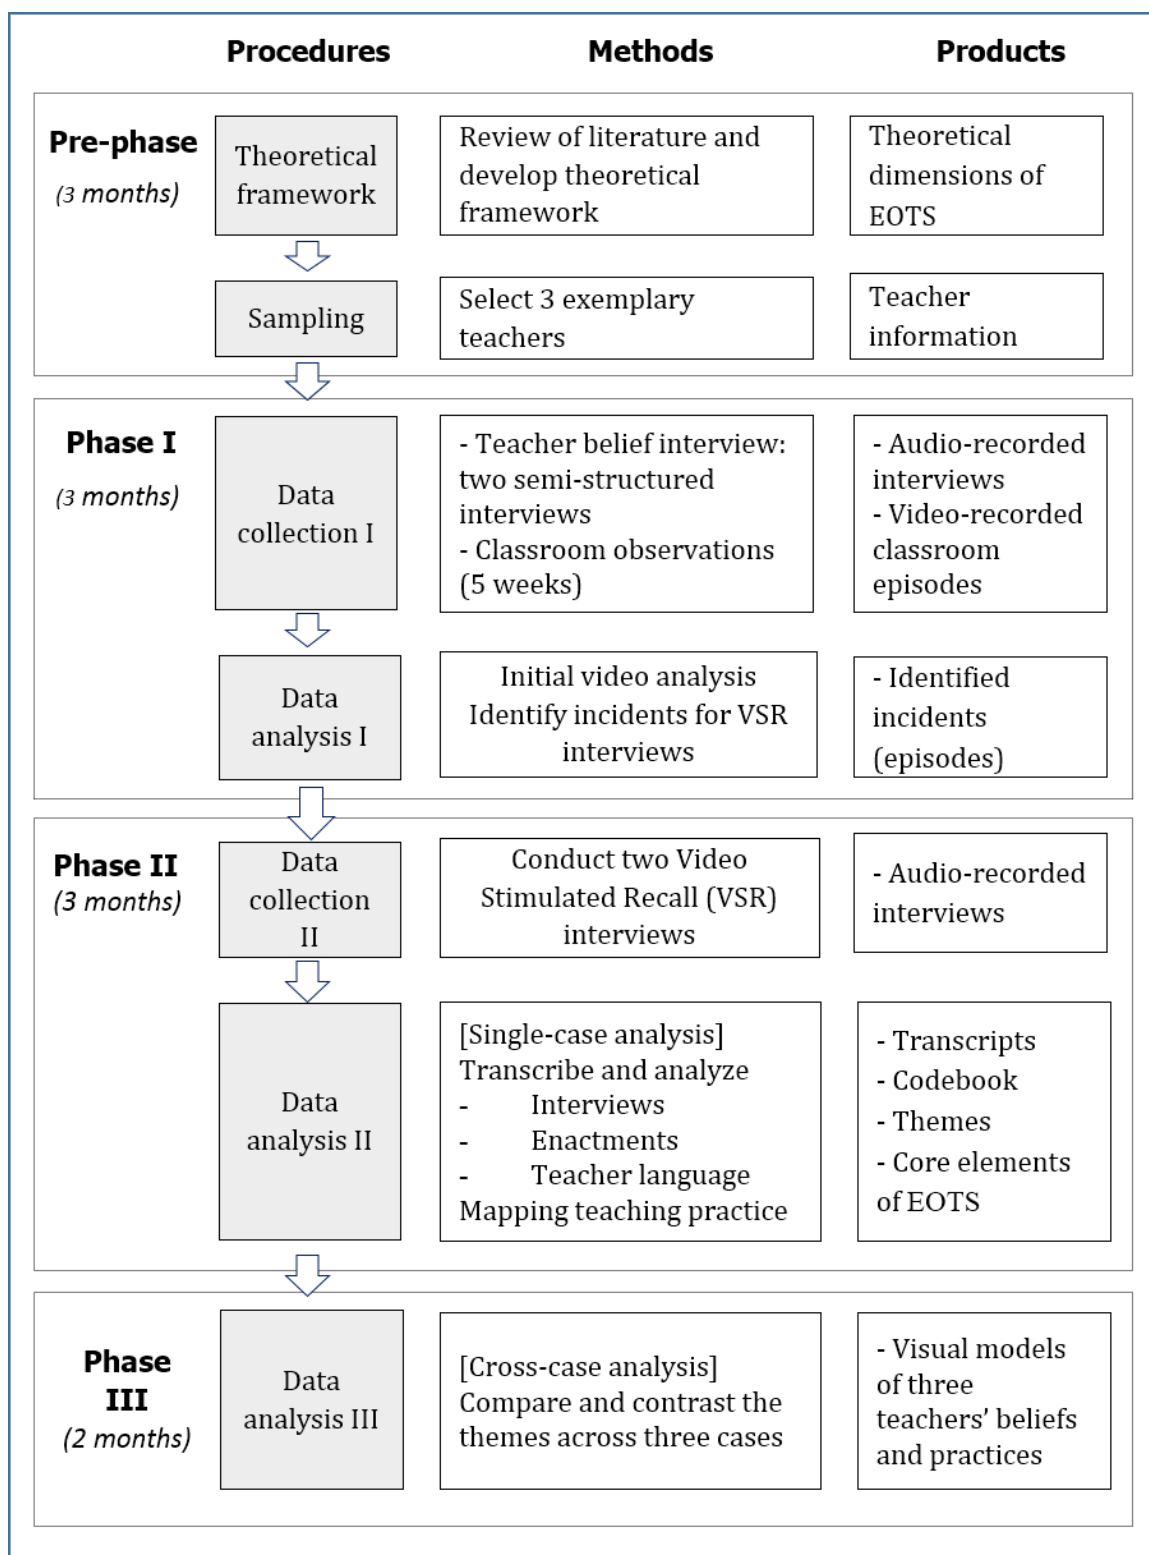 Procedures Methods Products
Pre-phase
(3 months)
Theoretical
framework
Review of literature and
develop theoretical
framework
Theoretical
dimensions of
EOTS
Sampling
Select 3 exemplary
teachers
Teacher
information
Phase I
(3 months)
Data
collection I
- Teacher belief interview:
two semi-structured
interviews
- Classroom observations
(5 weeks)
- Audio-recorded
interviews
- Video-recorded
classroom
episodes
Data
analysis I
Initial video analysis
Identify incidents for VSR
interviews
- Identified
incidents
(episodes)
Phase II
(3 months)
Data
collection
II
Conduct two Video
Stimulated Recall (VSR)
interviews
- Audio-recorded
interviews
Data
analysis II
[Single-case analysis]
Transcribe and analyze
- Interviews
- Enactments
- Teacher language
Mapping teaching practice
- Transcripts
- Codebook
- Themes
- Core elements
of EOTS
Phase
III
(2 months)
Data
analysis III
[Cross-case analysis]
Compare and contrast the
themes across three cases
- Visual models
of three
teachers’ beliefs
and practices